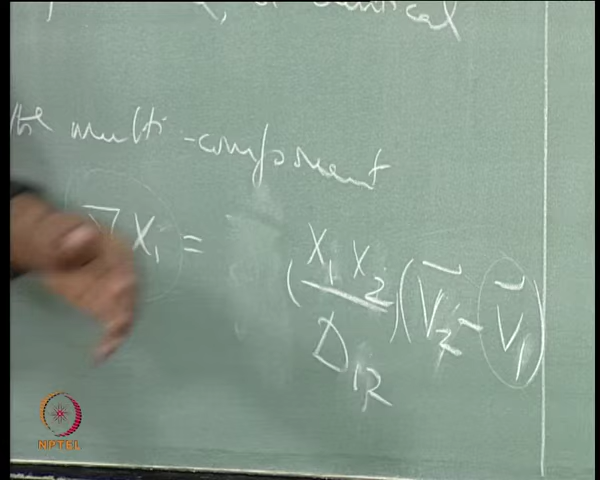 the multi-component
∇X₁ = (X₁X₂/D₁₂)(V̄₂ - V̄₁)
NPTEL